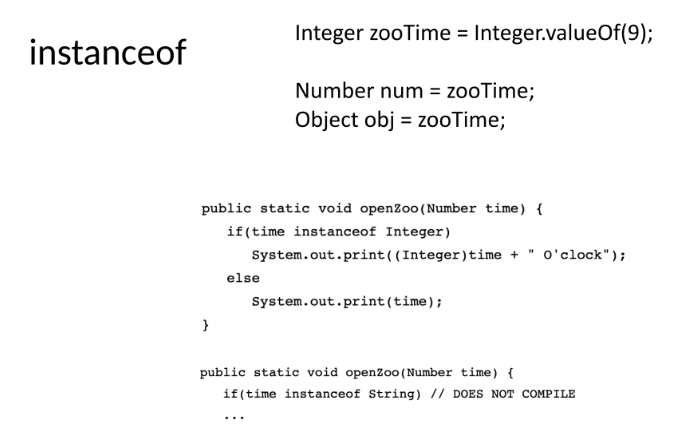 instanceof
Integer zooTime = Integer.valueOf(9);
Number num = zooTime;
Object obj = zooTime;
public static void openZoo(Number time) {
if(time instanceof Integer)
System.out.print((Integer)time + " O'clock");
else
System.out.print(time);
}
public static void openZoo(Number time) {
if(time instanceof String) // DOES NOT COMPILE
...